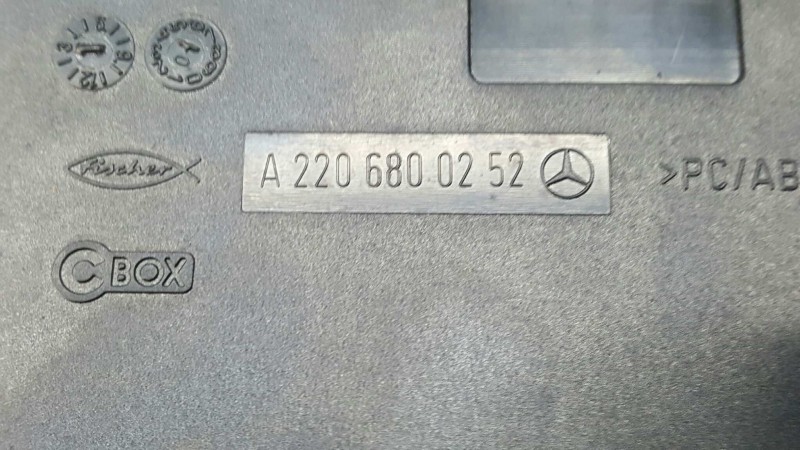 fischer
A 220 680 02 52
>PC/AB
C BOX